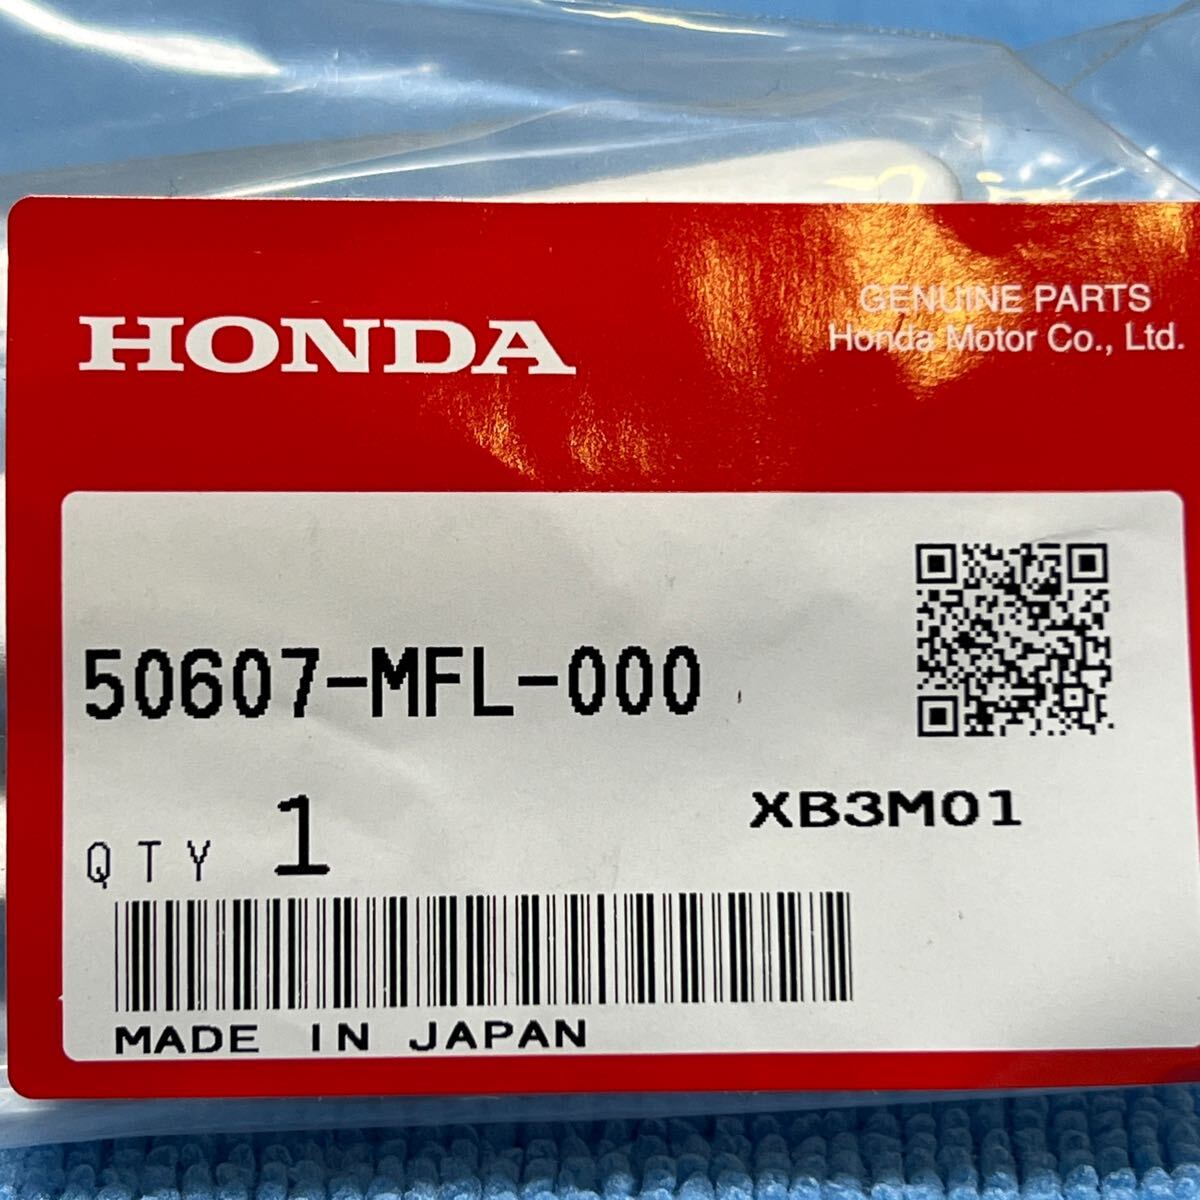 HONDA
GENUINE PARTS
Honda Motor Co., Ltd.
50607-MFL-000
XB3M01
QTY 1
MADE IN JAPAN